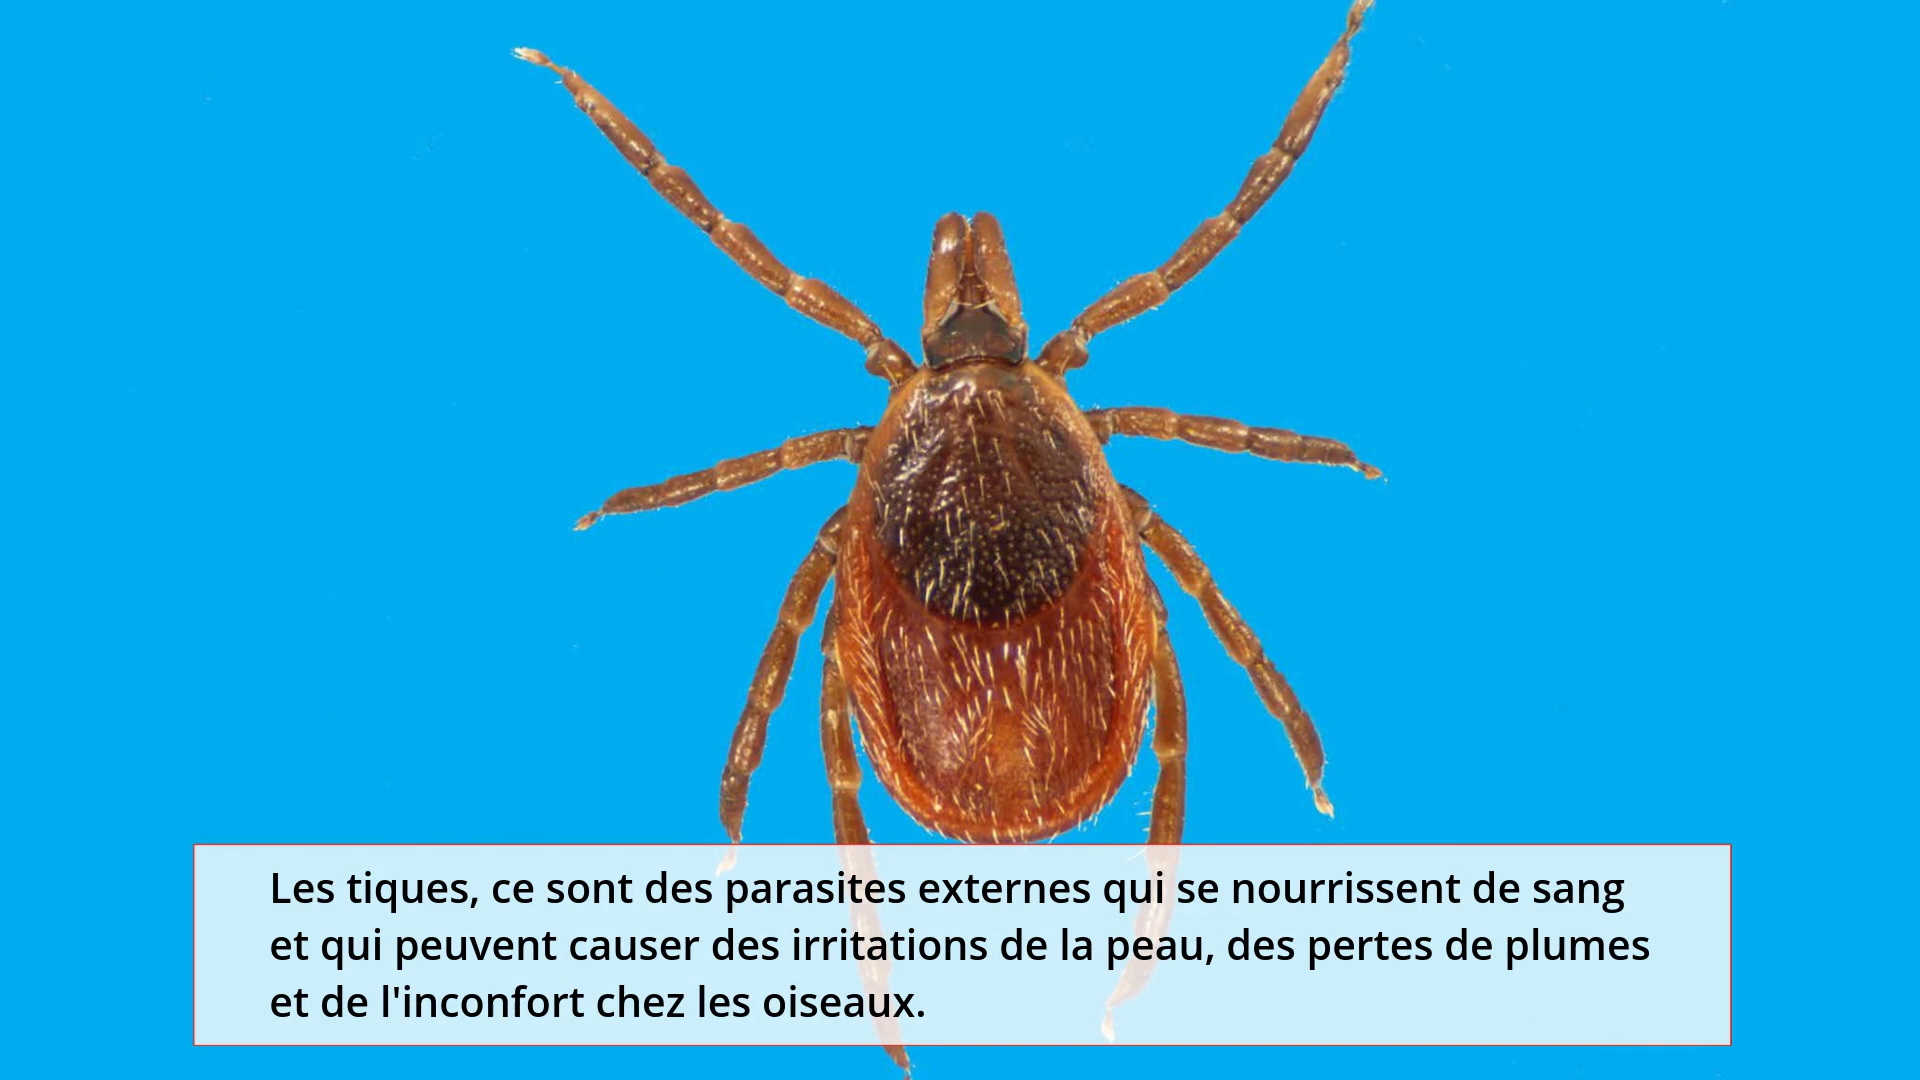 Les tiques, ce sont des parasites externes qui se nourrissent de sang
et qui peuvent causer des irritations de la peau, des pertes de plumes
et de l'inconfort chez les oiseaux.